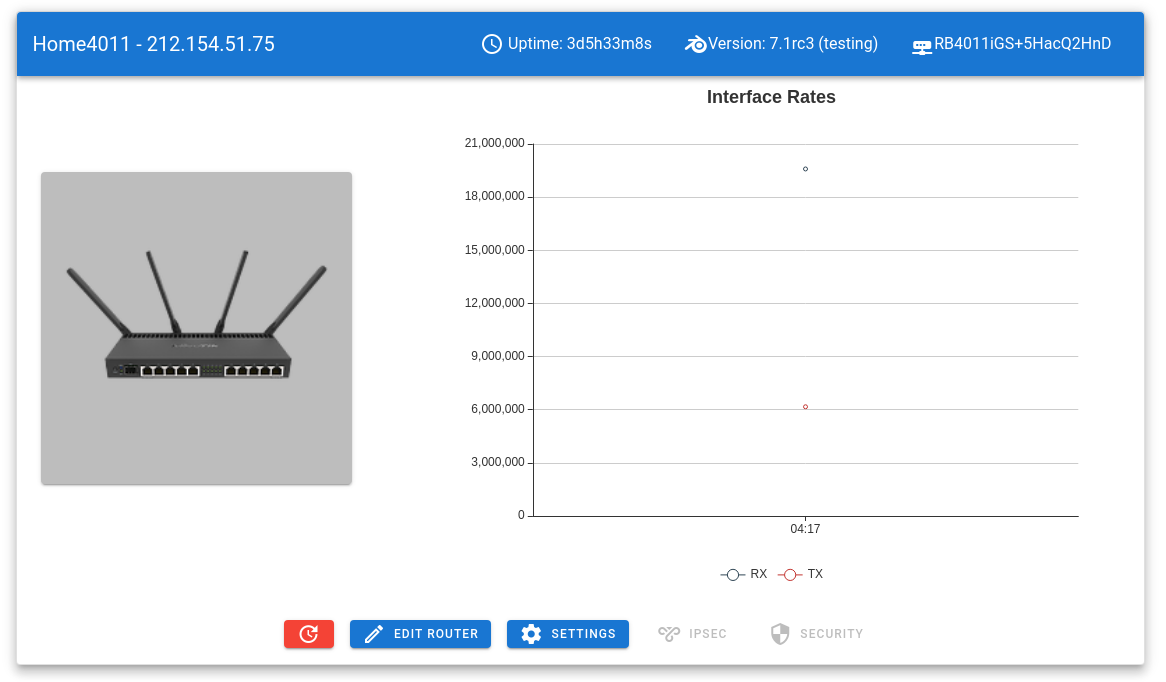 Home4011 - 212.154.51.75
Uptime: 3d5h33m8s
Version: 7.1rc3 (testing)
RB4011iGS+5HacQ2HnD
Interface Rates
21,000,000
18,000,000
15,000,000
12,000,000
9,000,000
6,000,000
3,000,000
0
04:17
RX
TX
EDIT ROUTER
SETTINGS
IPSEC
SECURITY